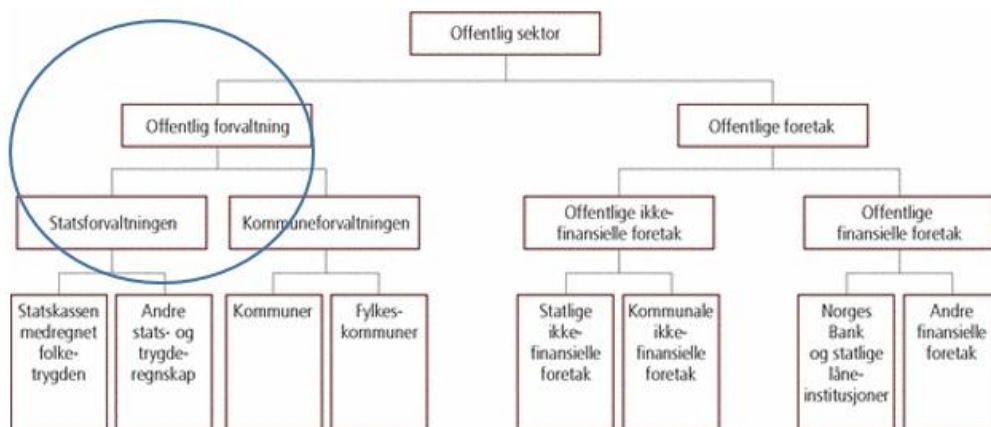 Offentlig sektor
Offentlig forvaltning
Offentlige foretak
Statsforvaltningen
Kommuneforvaltningen
Offentlige ikke-
finansielle foretak
Offentlige
finansielle foretak
Statskassen
medregnet
folke-
trygden
Andre
stats- og
trygde-
regnskap
Kommuner
Fylkes-
kommuner
Statlige
ikke-
finansielle
foretak
Kommunale
ikke-
finansielle
foretak
Norges
Bank
og statlige
låne-
institusjoner
Andre
finansielle
foretak